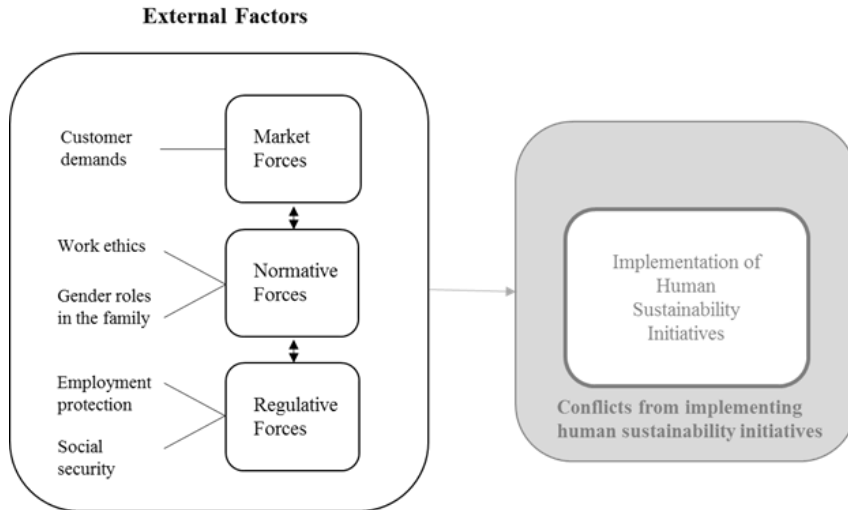 External Factors
Customer
demands
Market
Forces
Work ethics
Gender roles
in the family
Normative
Forces
Employment
protection
Social
security
Regulative
Forces
Implementation of
Human
Sustainability
Initiatives
Conflicts from implementing
human sustainability initiatives